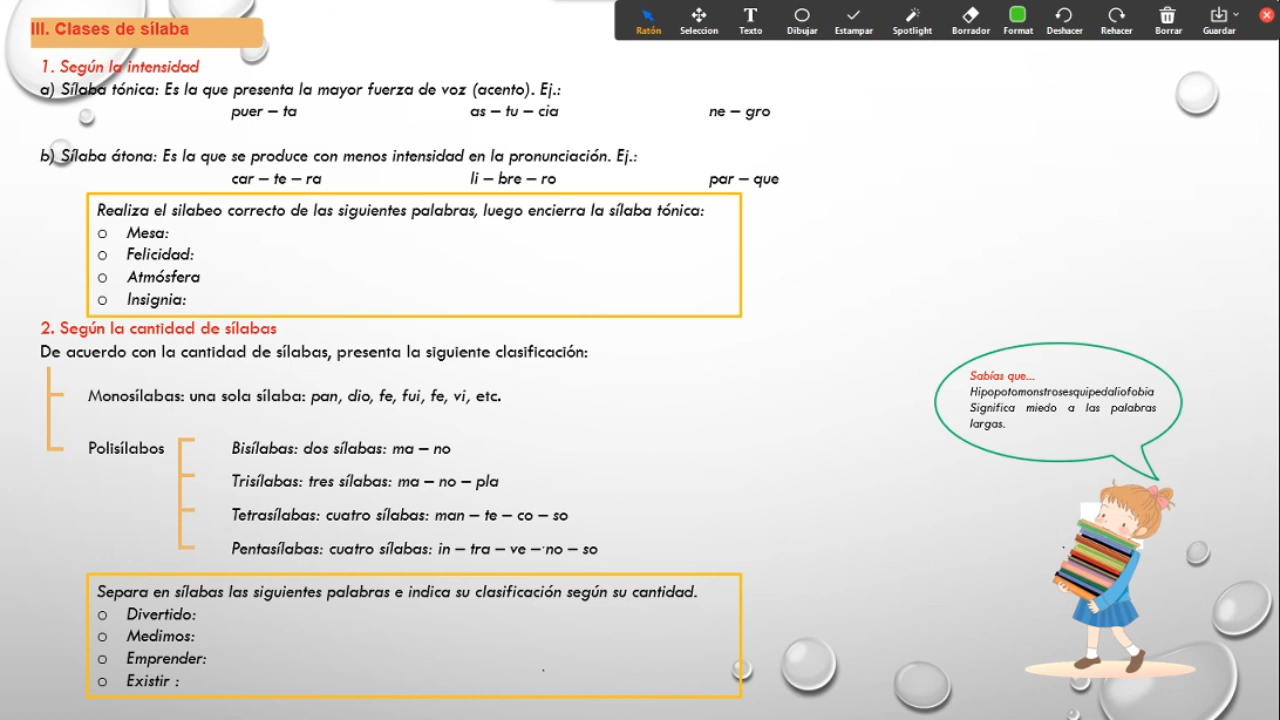 III. Clases de sílaba
Ratón Seleccion Texto Dibujar Estampar Spotlight Borrador Format Deshacer Rehacer Borrar Guardar
1. Según la intensidad
a) Sílaba tónica: Es la que presenta la mayor fuerza de voz (acento). Ej.:
puer – ta as – tu – cia ne – gro
b) Sílaba átona: Es la que se produce con menos intensidad en la pronunciación. Ej.:
car – te – ra li – bre – ro par – que
Realiza el silabeo correcto de las siguientes palabras, luego encierra la sílaba tónica:
o Mesa:
o Felicidad:
o Atmósfera
o Insignia:
2. Según la cantidad de sílabas
De acuerdo con la cantidad de sílabas, presenta la siguiente clasificación:
Monosílabas: una sola sílaba: pan, dio, fe, fui, fe, vi, etc.
Polisílabos
Bisílabas: dos sílabas: ma – no
Trisílabas: tres sílabas: ma – no – pla
Tetrasílabas: cuatro sílabas: man – te – co – so
Pentasílabas: cuatro sílabas: in – tra – ve – no – so
Separa en sílabas las siguientes palabras e indica su clasificación según su cantidad.
o Divertido:
o Medimos:
o Emprender:
o Existir :
Sabías que...
Hipopotomonstrosesquipedaliofobia
Significa miedo a las palabras
largas.